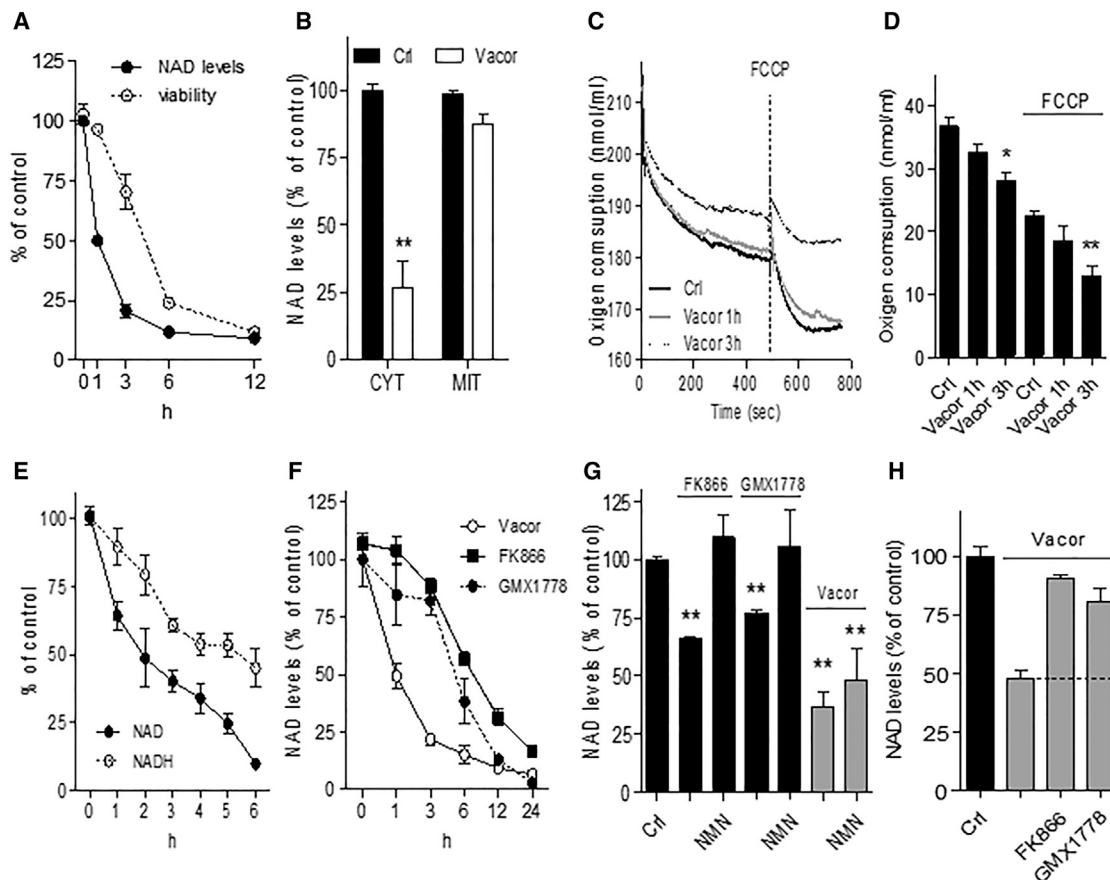 A
NAD levels
viability
% of control
125
100
75
50
25
0
0 1 3 6 12
h
B
Crl Vacor
NAD levels (% of control)
100
75
50
25
0
**
CYT MIT
C
FCCP
Oxigen comsuption (nmol/ml)
210
200
190
180
170
160
Crl
Vacor 1h
Vacor 3h
0 200 400 600 800
Time (sec)
D
FCCP
Oxigen comsuption (nmol/ml)
40
30
20
10
0
*
**
Crl
Vacor 1h
Vacor 3h
Crl
Vacor 1h
Vacor 3h
E
% of control
100
75
50
25
0
NAD
NADH
0 1 2 3 4 5 6
h
F
NAD levels (% of control)
125
100
75
50
25
0
Vacor
FK866
GMX1778
0 1 3 6 12 24
h
G
FK866 GMX1778
NAD levels (% of control)
125
100
75
50
25
0
Vacor
** ** ** **
Crl
NMN
NMN
NMN
H
Vacor
NAD levels (% of control)
100
75
50
25
0
Crl
FK866
GMX1778